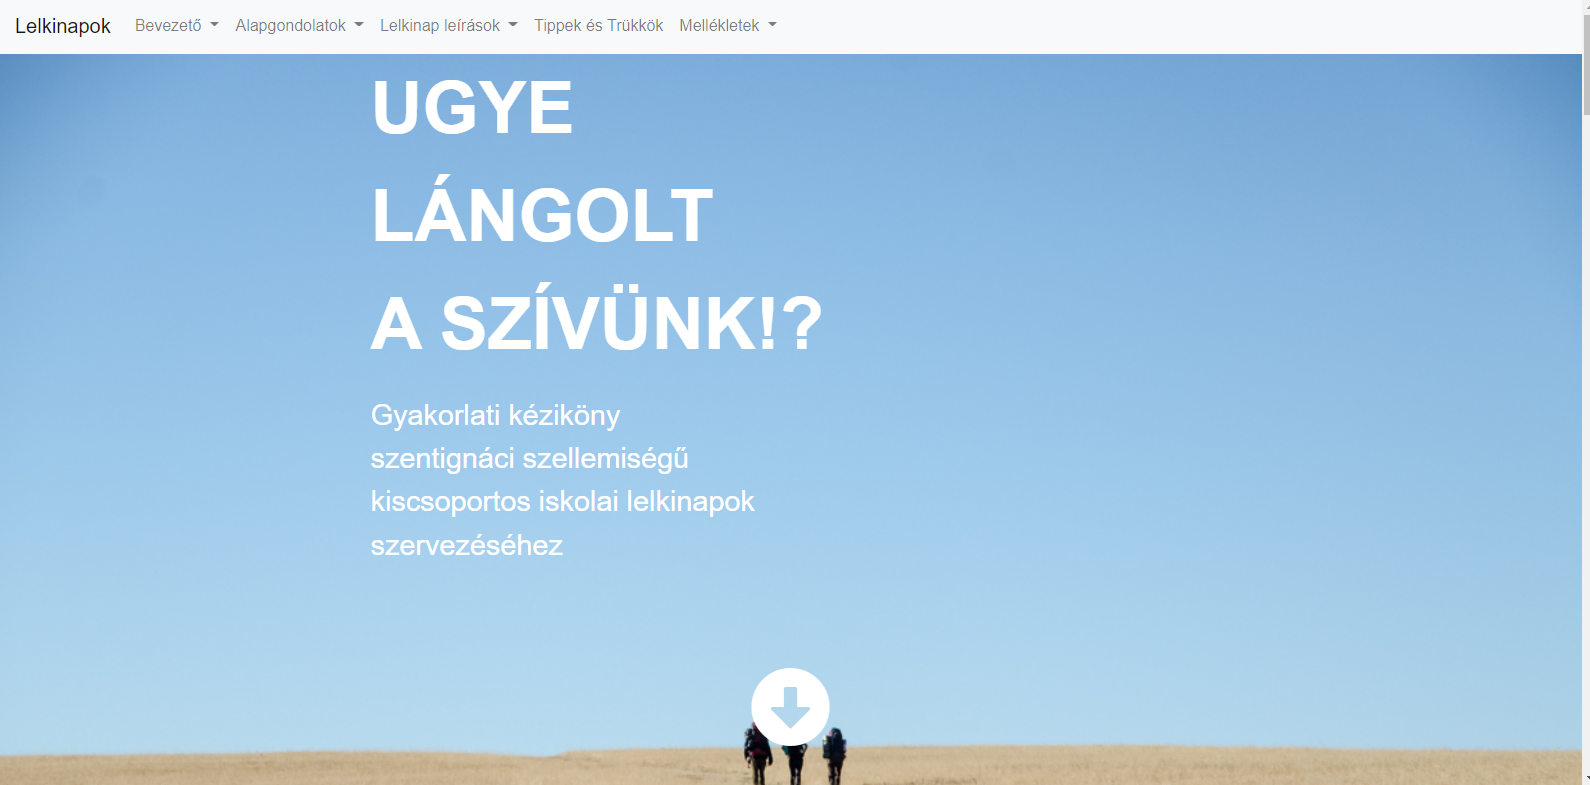 Lelkinapok Bevezető Alapgondolatok Lelkinap leírások Tippek és Trükkök Mellékletek
UGYE
LÁNGOLT
A SZÍVÜNK!?
Gyakorlati kéziköny
szentignáci szellemiségű
kiscsoportos iskolai lelkinapok
szervezéséhez